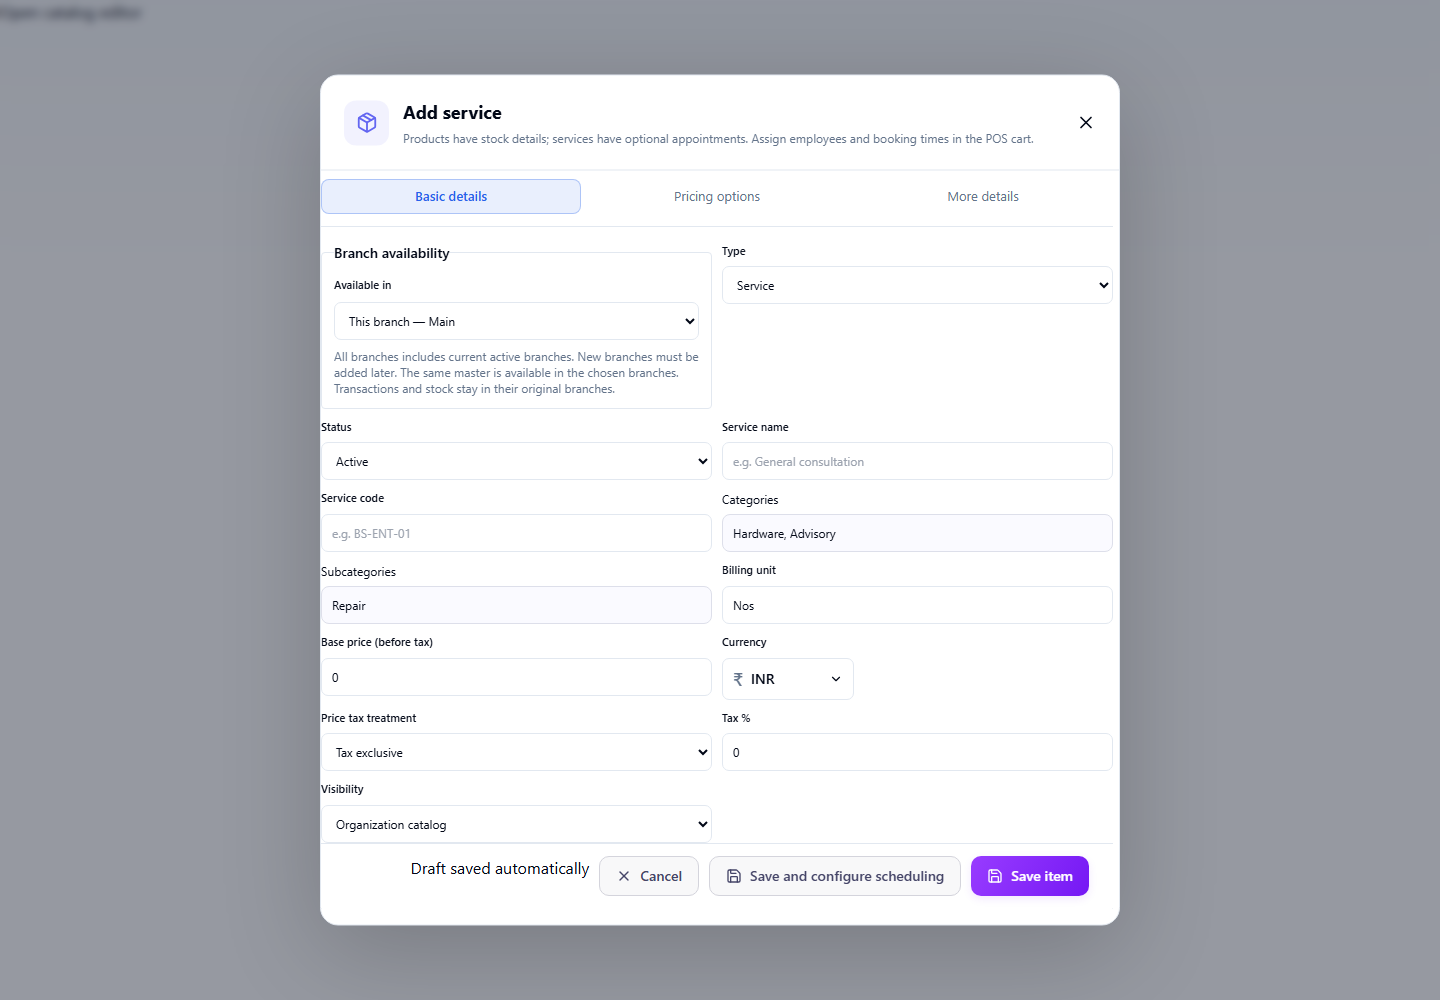 Open catalog editor
Add service
Products have stock details; services have optional appointments. Assign employees and booking times in the POS cart.
Basic details
Pricing options
More details
Branch availability
Available in
This branch — Main
All branches includes current active branches. New branches must be
added later. The same master is available in the chosen branches.
Transactions and stock stay in their original branches.
Type
Service
Status
Active
Service name
e.g. General consultation
Service code
e.g. BS-ENT-01
Categories
Hardware, Advisory
Subcategories
Repair
Billing unit
Nos
Base price (before tax)
0
Currency
₹ INR
Price tax treatment
Tax exclusive
Tax %
0
Visibility
Organization catalog
Draft saved automatically
Cancel
Save and configure scheduling
Save item